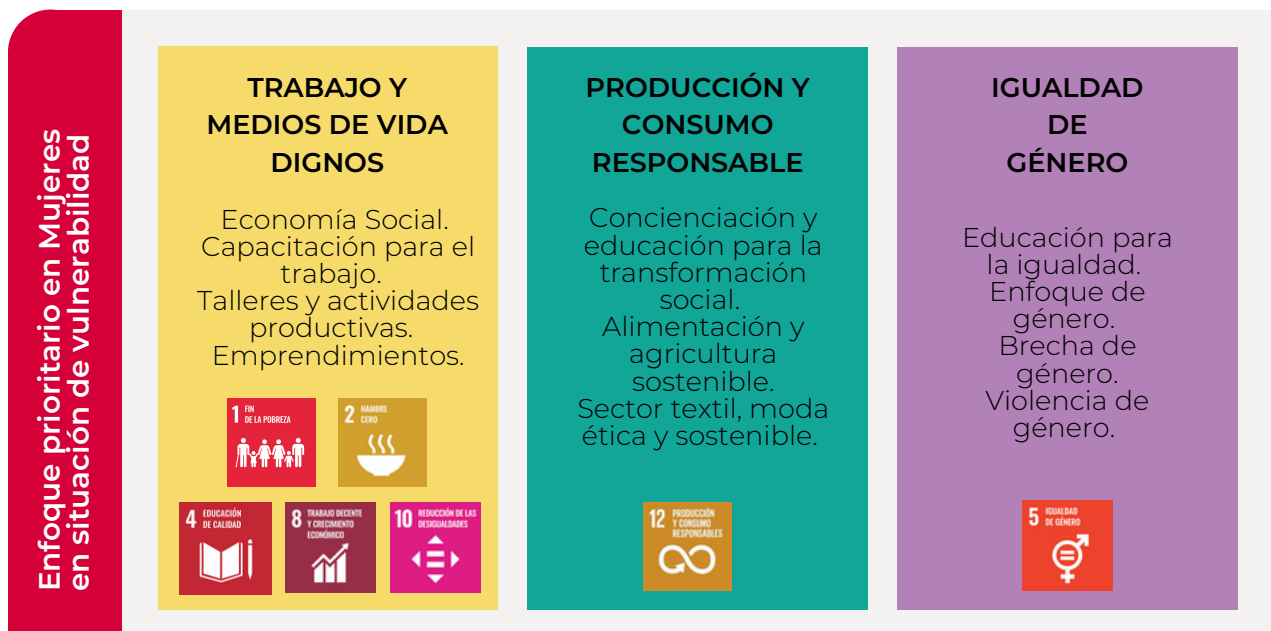 Enfoque prioritario en Mujeres
en situación de vulnerabilidad
TRABAJO Y
MEDIOS DE VIDA
DIGNOS
Economía Social.
Capacitación para el
trabajo.
Talleres y actividades
productivas.
Emprendimientos.
1 FIN
DE LA POBREZA
2 HAMBRE
CERO
4 EDUCACIÓN
DE CALIDAD
8 TRABAJO DECENTE
Y CRECIMIENTO
ECONÓMICO
10 REDUCCIÓN DE LAS
DESIGUALDADES
PRODUCCIÓN Y
CONSUMO
RESPONSABLE
Concienciación y
educación para la
transformación
social.
Alimentación y
agricultura
sostenible.
Sector textil, moda
ética y sostenible.
12 PRODUCCIÓN
Y CONSUMO
RESPONSABLES
IGUALDAD
DE
GÉNERO
Educación para
la igualdad.
Enfoque de
género.
Brecha de
género.
Violencia de
género.
5 IGUALDAD
DE GÉNERO